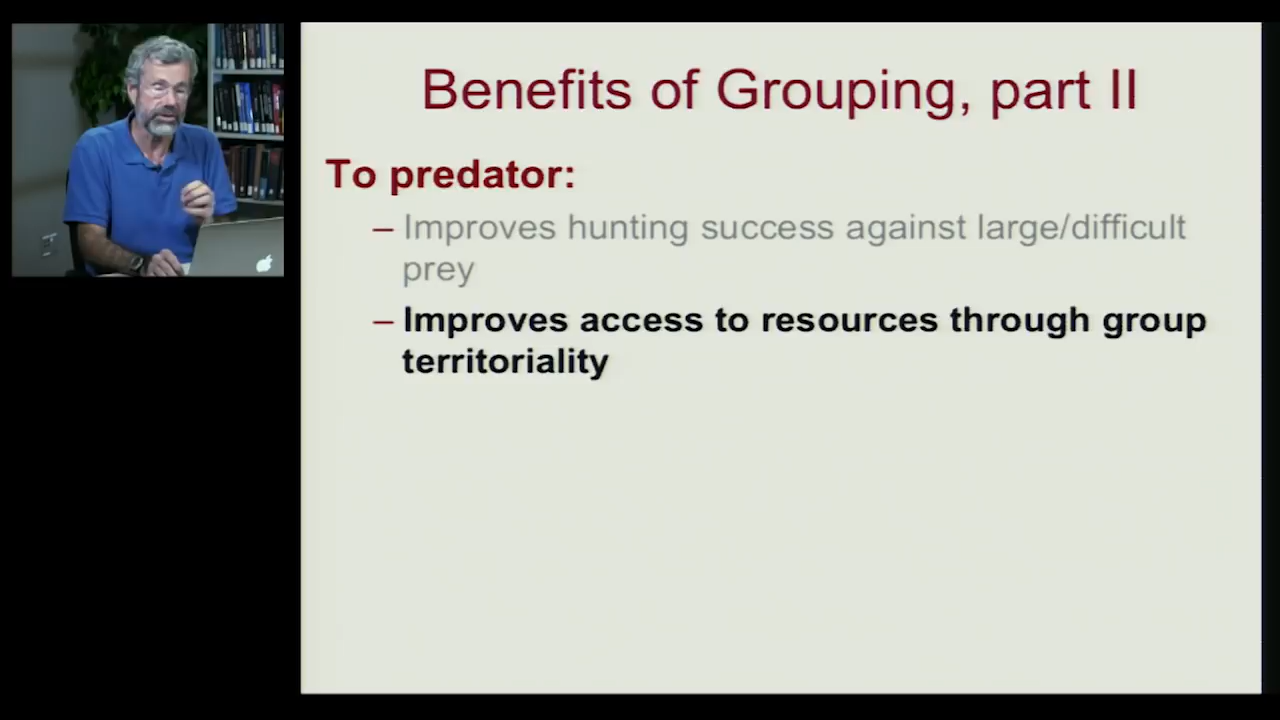 Benefits of Grouping, part II
To predator:
– Improves hunting success against large/difficult
prey
– Improves access to resources through group
territoriality